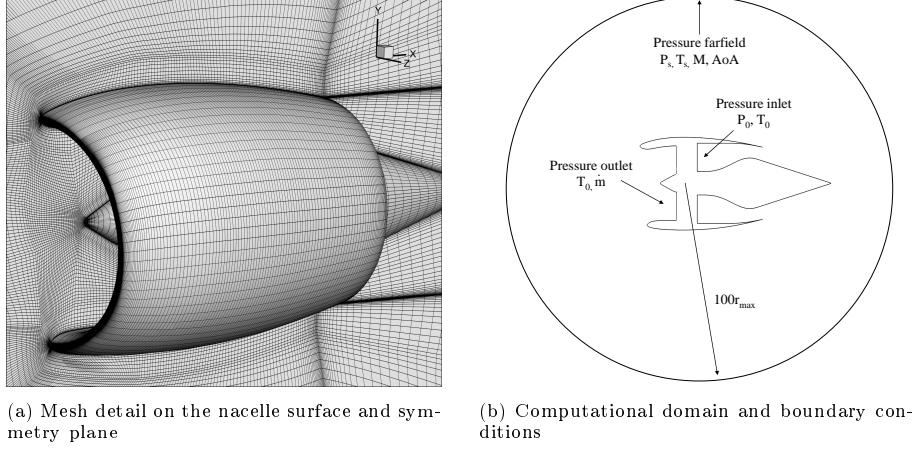 Y
X
Z
Pressure farfield
Ps, Ts, M, AoA
Pressure inlet
P0, T0
Pressure outlet
T0, ṁ
100rmax
(a) Mesh detail on the nacelle surface and sym-
metry plane
(b) Computational domain and boundary con-
ditions